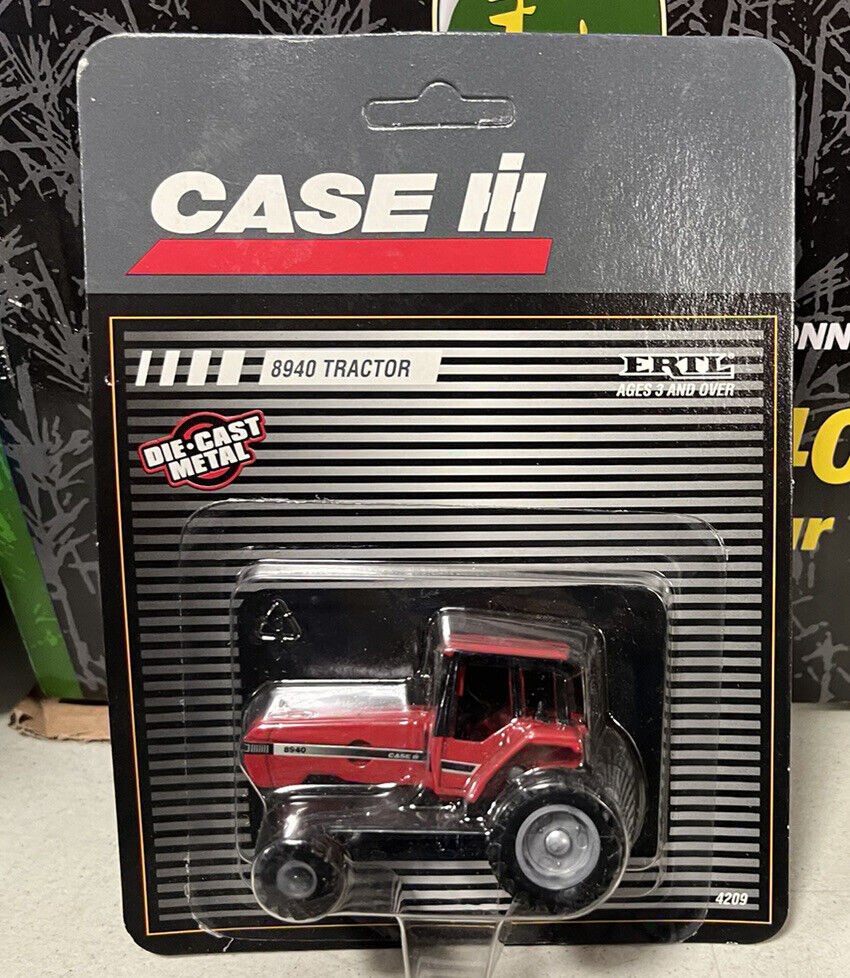 CASE IH
8940 TRACTOR
ERTL
AGES 3 AND OVER
DIE•CAST
METAL
8940
CASE IH
4209